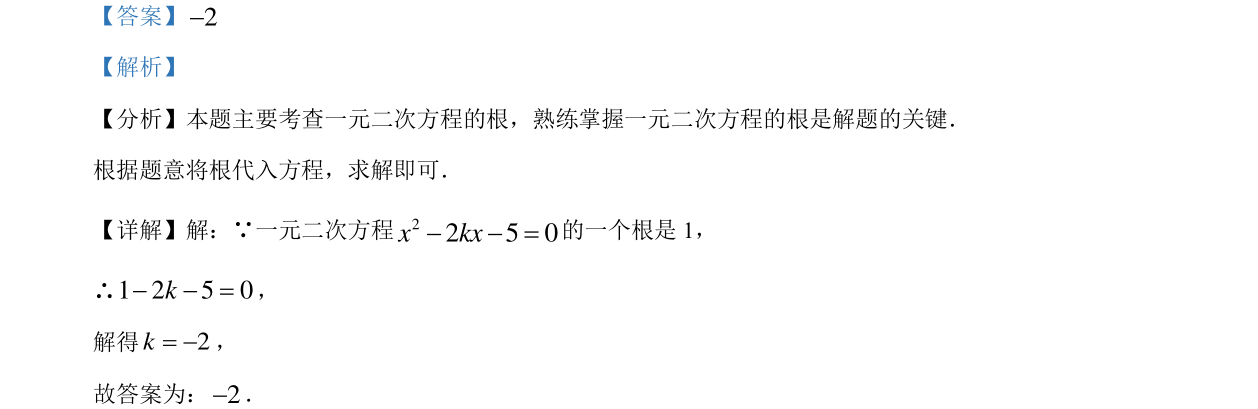 【答案】-2
【解析】
【分析】本题主要考查一元二次方程的根，熟练掌握一元二次方程的根是解题的关键．
根据题意将根代入方程，求解即可．
【详解】解：∵一元二次方程x² − 2kx − 5 = 0的一个根是 1，
∴1 − 2k − 5 = 0，
解得k = −2，
故答案为：−2．